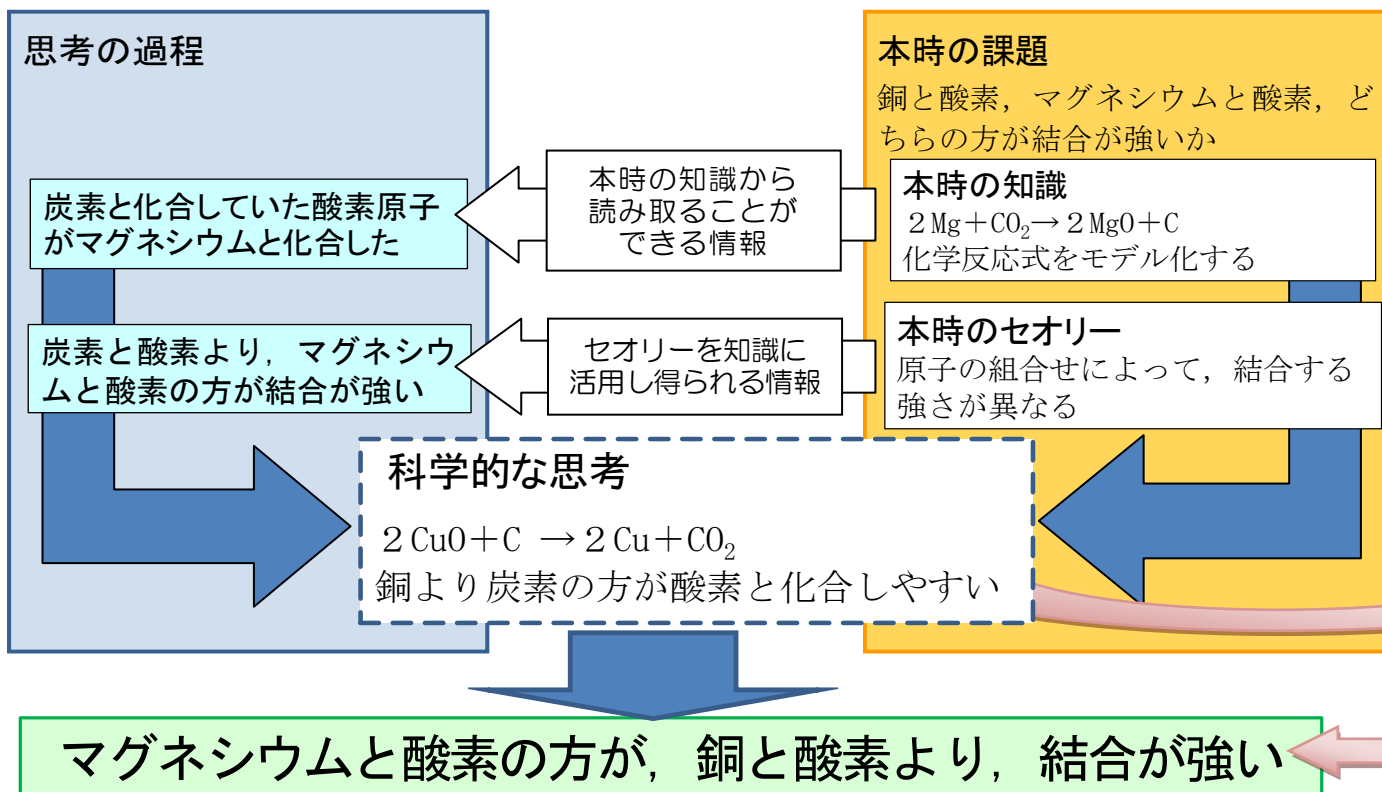 思考の過程
本時の課題
銅と酸素，マグネシウムと酸素，ど
ちらの方が結合が強いか
本時の知識
２Mg＋CO₂→２MgO＋C
化学反応式をモデル化する
本時の知識から
読み取ることが
できる情報
炭素と化合していた酸素原子
がマグネシウムと化合した
本時のセオリー
原子の組合せによって，結合する
強さが異なる
セオリーを知識に
活用し得られる情報
炭素と酸素より，マグネシウ
ムと酸素の方が結合が強い
科学的な思考
２CuO＋C →２Cu＋CO₂
銅より炭素の方が酸素と化合しやすい
マグネシウムと酸素の方が，銅と酸素より，結合が強い